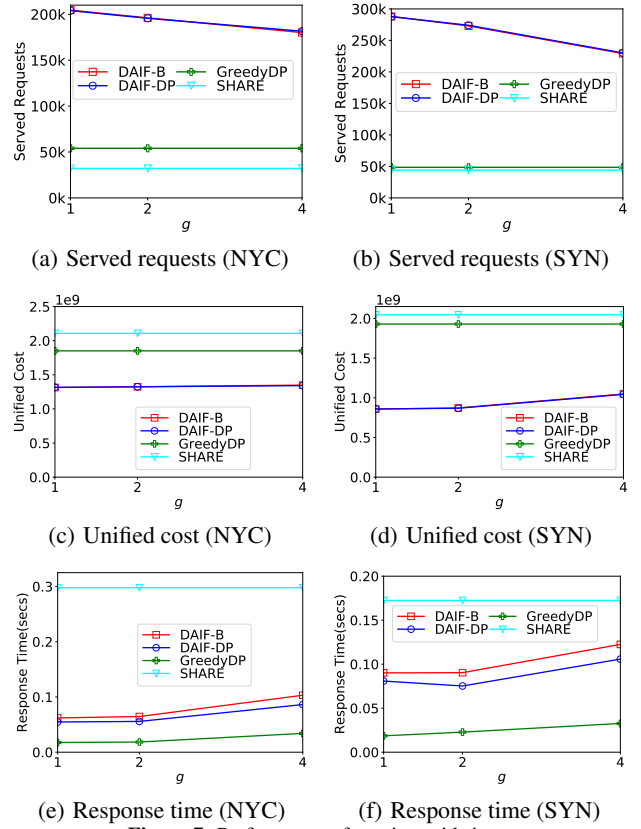 200k
150k
100k
50k
0k
Served Requests
DAIF-B
DAIF-DP
GreedyDP
SHARE
1
2
4
g
(a) Served requests (NYC)
300k
250k
200k
150k
100k
50k
0k
Served Requests
DAIF-B
DAIF-DP
GreedyDP
SHARE
1
2
4
g
(b) Served requests (SYN)
1e9
2.5
2.0
1.5
1.0
0.5
0.0
Unified Cost
DAIF-B
DAIF-DP
GreedyDP
SHARE
1
2
4
g
(c) Unified cost (NYC)
1e9
2.0
1.5
1.0
0.5
0.0
Unified Cost
DAIF-B
DAIF-DP
GreedyDP
SHARE
1
2
4
g
(d) Unified cost (SYN)
0.3
0.2
0.1
0.0
Response Time(secs)
DAIF-B
DAIF-DP
GreedyDP
SHARE
1
2
4
g
(e) Response time (NYC)
0.20
0.15
0.10
0.05
0.00
Response Time(secs)
DAIF-B
DAIF-DP
GreedyDP
SHARE
1
2
4
g
(f) Response time (SYN)